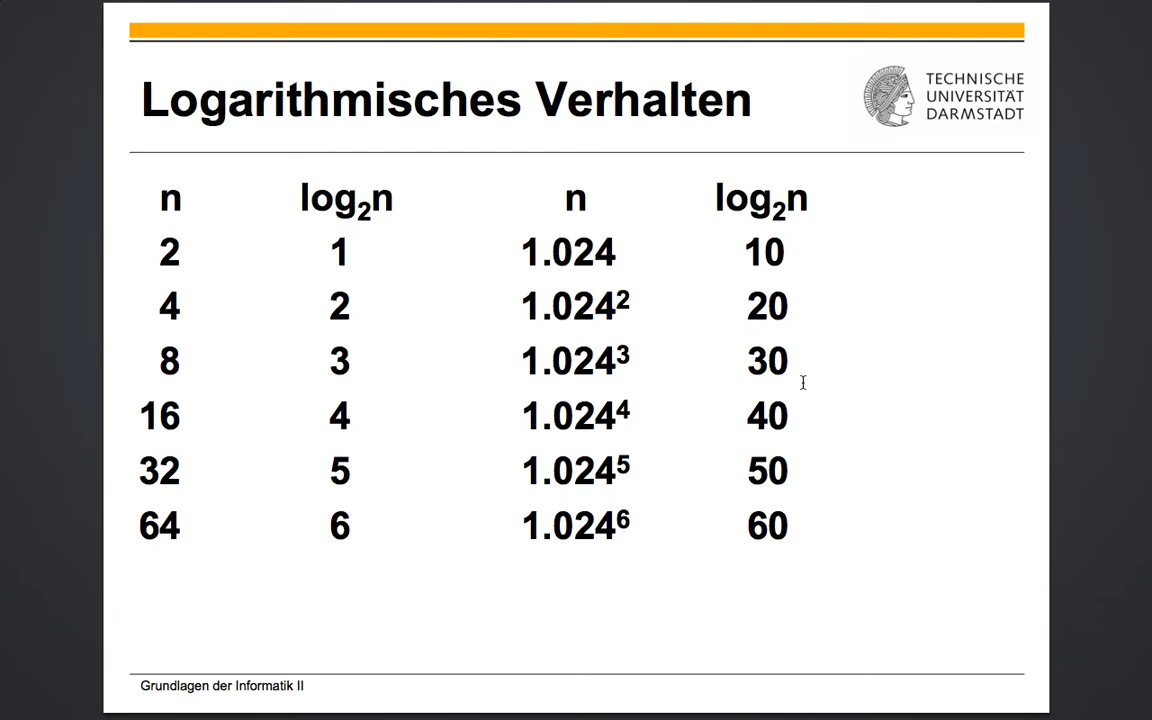 Logarithmisches Verhalten
TECHNISCHE
UNIVERSITÄT
DARMSTADT
n log₂n n log₂n
2 1 1.024 10
4 2 1.024² 20
8 3 1.024³ 30
16 4 1.024⁴ 40
32 5 1.024⁵ 50
64 6 1.024⁶ 60
Grundlagen der Informatik II